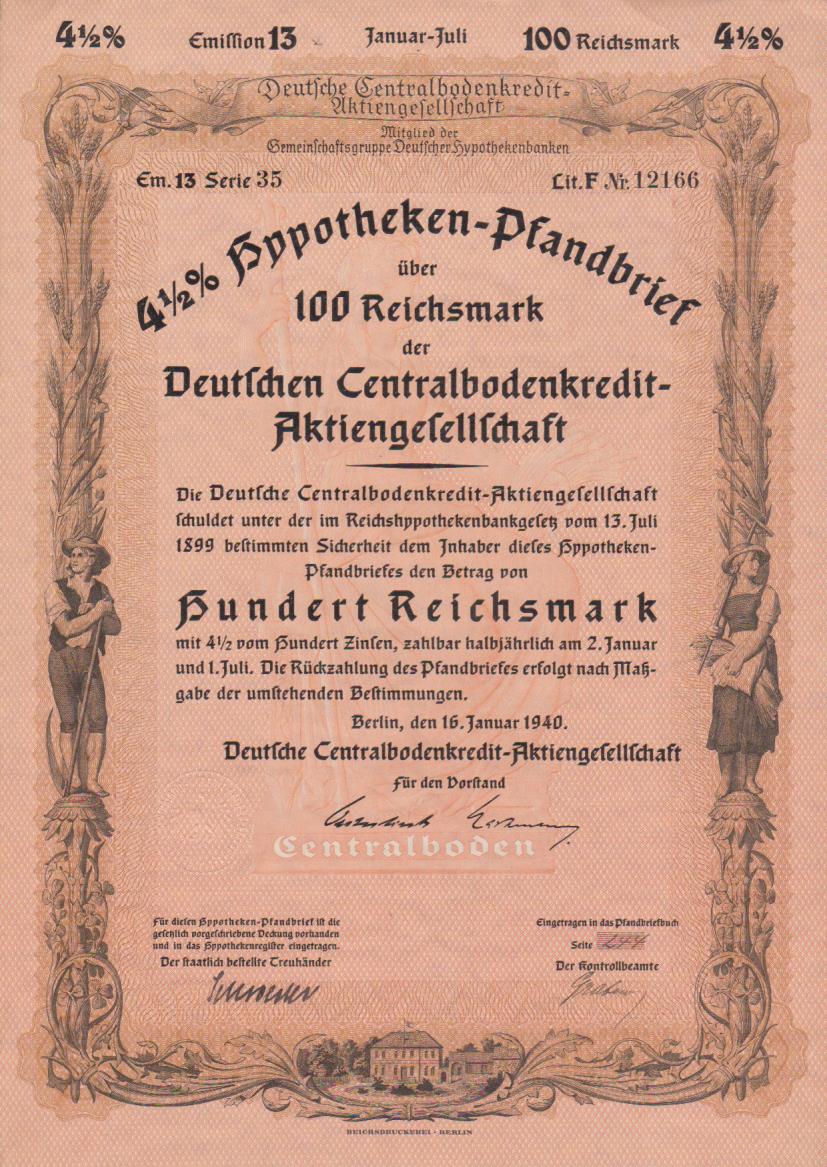 4½% Emiſſion 13 Januar-Juli 100 Reichsmark 4½%
Deutſche Centralbodenkredit-
Aktiengeſellſchaft
Mitglied der
Gemeinſchaftsgruppe Deutſcher Hypothekenbanken
Em. 13 Serie 35 Lit. F Nr. 12166
4½% Hypotheken-Pfandbrief
über
100 Reichsmark
der
Deutſchen Centralbodenkredit-
Aktiengeſellſchaft
Die Deutſche Centralbodenkredit-Aktiengeſellſchaft
ſchuldet unter der im Reichshypothekenbankgeſetz vom 13. Juli
1899 beſtimmten Sicherheit dem Inhaber dieſes Hypotheken-
Pfandbriefes den Betrag von
Hundert Reichsmark
mit 4½ vom Hundert Zinſen, zahlbar halbjährlich am 2. Januar
und 1. Juli. Die Rückzahlung des Pfandbriefes erfolgt nach Maß-
gabe der umſtehenden Beſtimmungen.
Berlin, den 16. Januar 1940.
Deutſche Centralbodenkredit-Aktiengeſellſchaft
Für den Vorſtand
Centralboden
Für dieſen Hypotheken-Pfandbrief iſt die
geſetzlich vorgeſchriebene Deckung vorhanden
und in das Hypothekenregiſter eingetragen.
Der ſtaatlich beſtellte Treuhänder
Eingetragen in das Pfandbriefbuch
Seite
Der Kontrollbeamte
REICHSDRUCKEREI · BERLIN